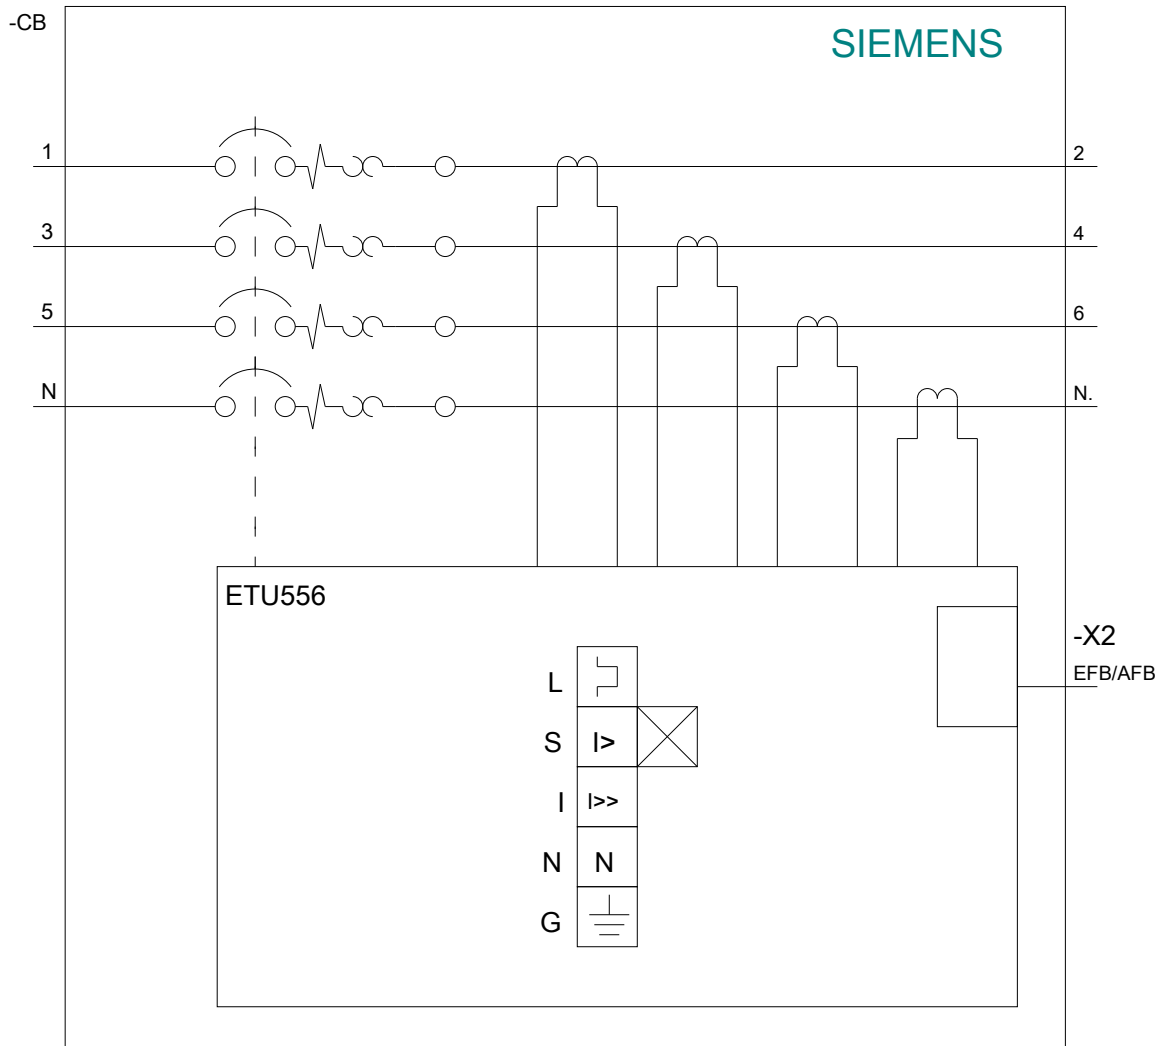 -CB
SIEMENS
1
2
3
4
5
6
N
N.
ETU556
-X2
EFB/AFB
L
S I>
I I>>
N N
G